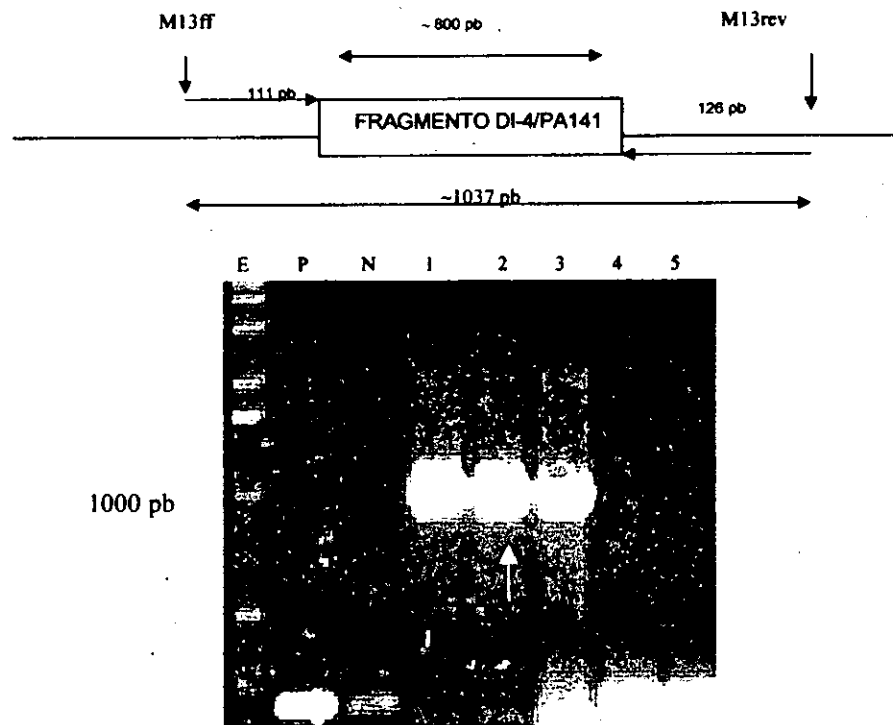 M13ff ~ 800 pb M13rev
111 pb 126 pb
FRAGMENTO DI-4/PA141
~1037 pb
E P N 1 2 3 4 5
1000 pb